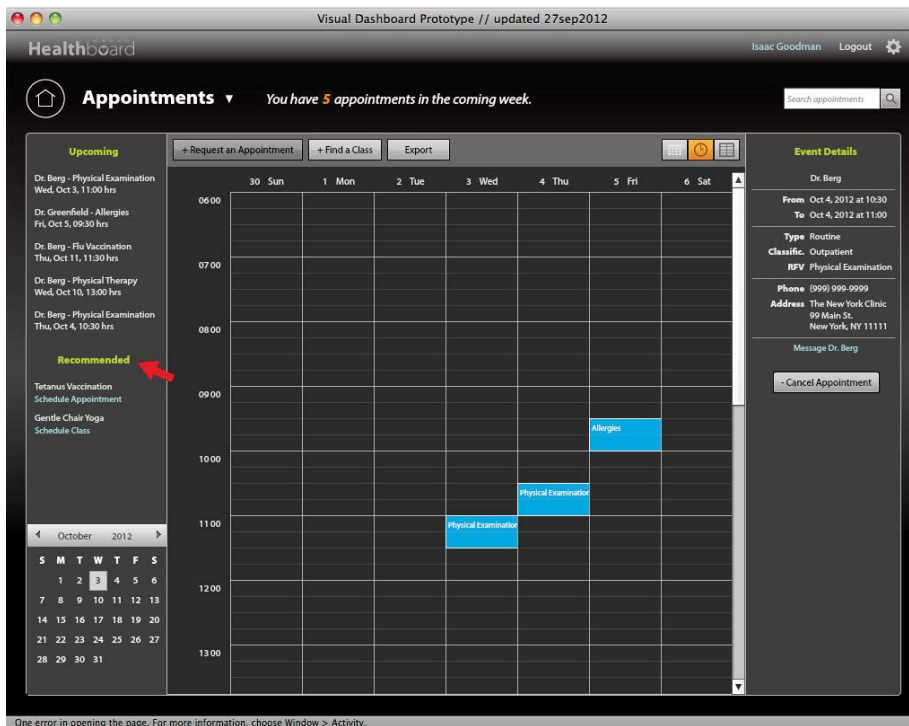 Visual Dashboard Prototype // updated 27sep2012
Healthboard
Isaac Goodman Logout
Appointments ▼ You have 5 appointments in the coming week.
Search appointments
Upcoming
Dr. Berg - Physical Examination
Wed, Oct 3, 11:00 hrs
Dr. Greenfield - Allergies
Fri, Oct 5, 09:30 hrs
Dr. Berg - Flu Vaccination
Thu, Oct 11, 11:30 hrs
Dr. Berg - Physical Therapy
Wed, Oct 10, 13:00 hrs
Dr. Berg - Physical Examination
Thu, Oct 4, 10:30 hrs
Recommended
Tetanus Vaccination
Schedule Appointment
Gentle Chair Yoga
Schedule Class
October 2012
S M T W T F S
1 2 3 4 5 6
7 8 9 10 11 12 13
14 15 16 17 18 19 20
21 22 23 24 25 26 27
28 29 30 31
+ Request an Appointment + Find a Class Export
30 Sun 1 Mon 2 Tue 3 Wed 4 Thu 5 Fri 6 Sat
0600
0700
0800
0900
Allergies
1000
Physical Examination
1100
Physical Examination
1200
1300
Event Details
Dr. Berg
From Oct 4, 2012 at 10:30
To Oct 4, 2012 at 11:00
Type Routine
Classific. Outpatient
RFV Physical Examination
Phone (999) 999-9999
Address The New York Clinic
99 Main St.
New York, NY 11111
Message Dr. Berg
- Cancel Appointment
One error in opening the page. For more information, choose Window > Activity.